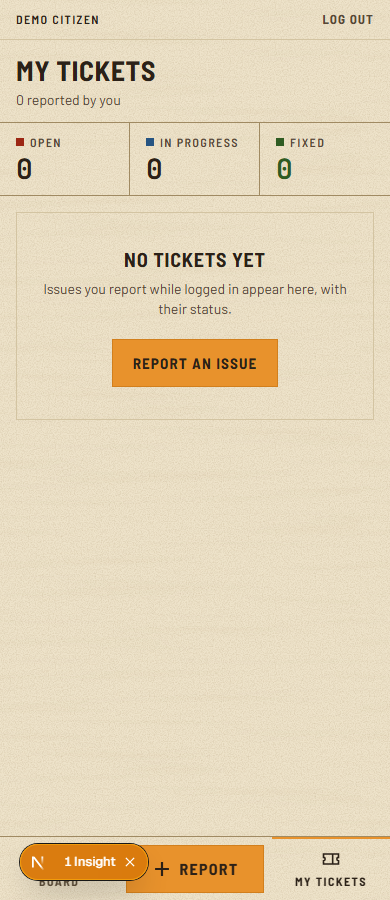 DEMO CITIZEN
LOG OUT
MY TICKETS
0 reported by you
OPEN
IN PROGRESS
FIXED
0
0
0
NO TICKETS YET
Issues you report while logged in appear here, with
their status.
REPORT AN ISSUE
N 1 Insight
BOARD
REPORT
MY TICKETS